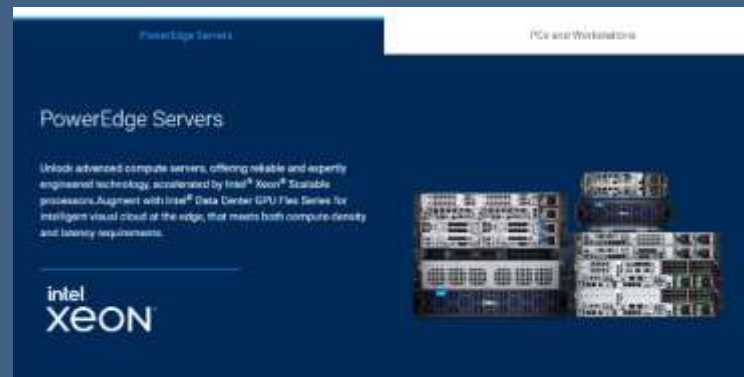 PowerEdge Servers
PCs and Workstations
PowerEdge Servers
Unlock advanced compute servers, offering reliable and expertly
engineered technology, accelerated by Intel® Xeon® Scalable
processors.Augment with Intel® Data Center GPU Flex Series for
intelligent visual cloud at the edge, that meets both compute density
and latency requirements.
intel
xeon